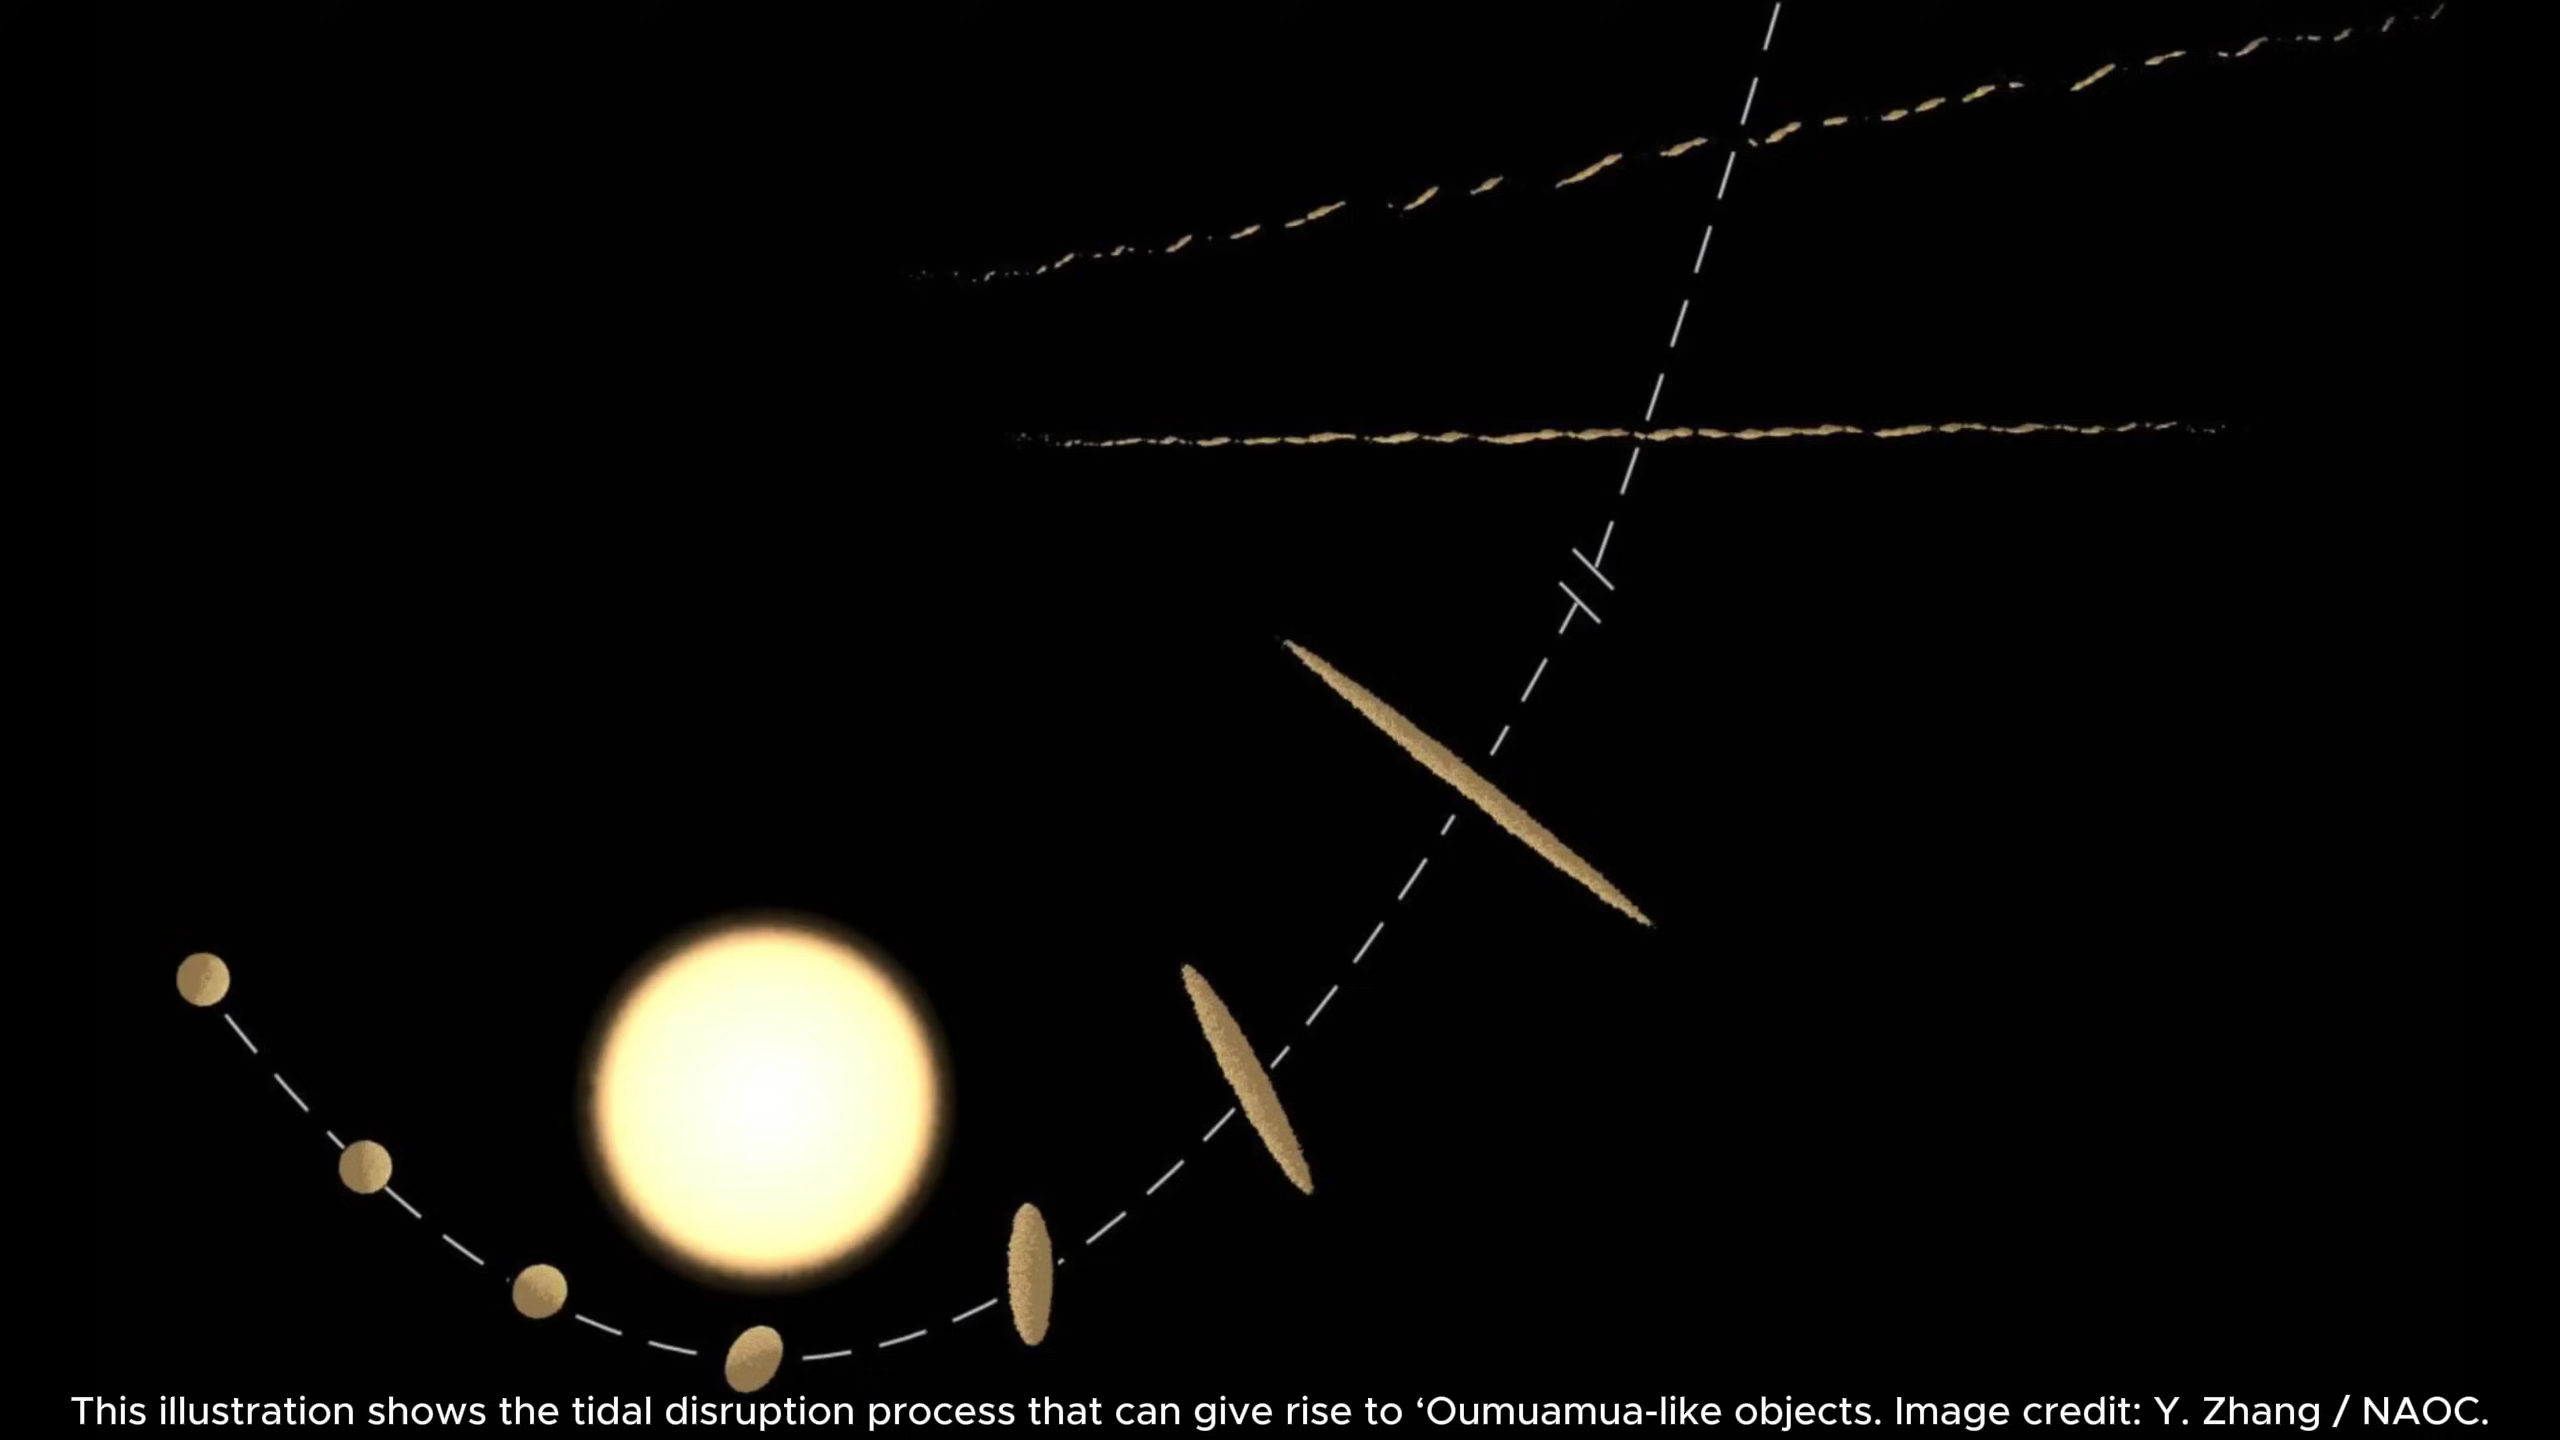 This illustration shows the tidal disruption process that can give rise to ‘Oumuamua-like objects. Image credit: Y. Zhang / NAOC.